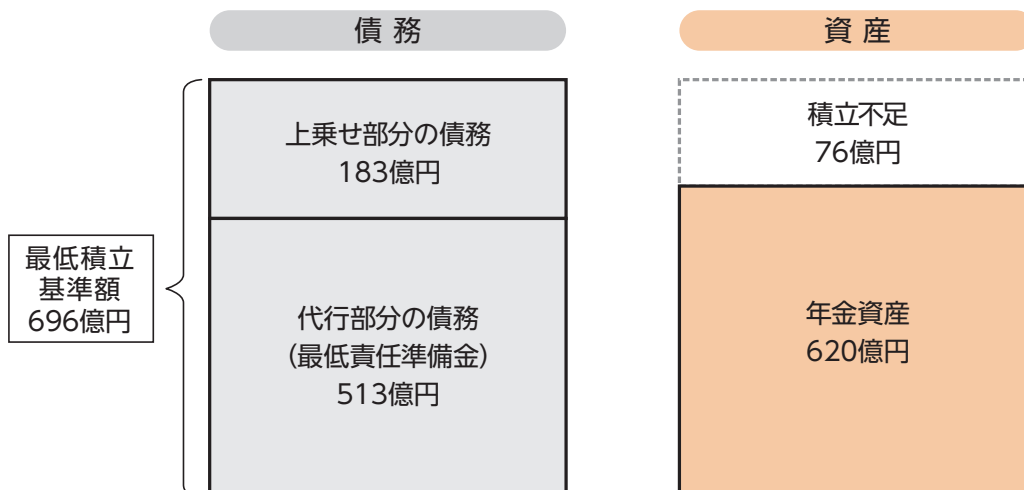 債務
資産
上乗せ部分の債務
183億円
積立不足
76億円
最低積立
基準額
696億円
代行部分の債務
(最低責任準備金)
513億円
年金資産
620億円